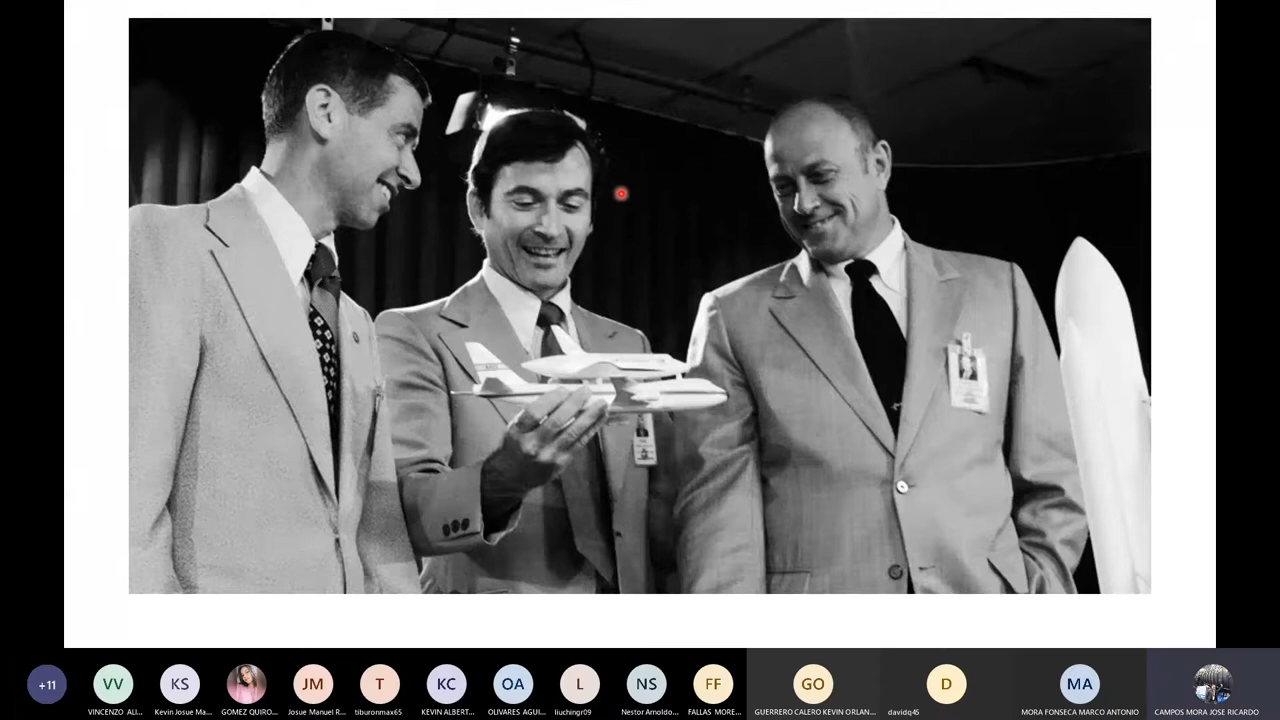 +11
VV
KS
JM
T
KC
OA
L
NS
FF
GO
D
MA
VINCENZO ALI...
Kevin Josue Ma...
GOMEZ QUIRO...
Josue Manuel R...
tiburonmax65
KEVIN ALBERT...
OLIVARES AGUI...
liuchingr09
Nestor Arnoldo...
FALLAS MORE...
GUERRERO CALERO KEVIN ORLAN...
davidq45
MORA FONSECA MARCO ANTONIO
CAMPOS MORA JOSE RICARDO